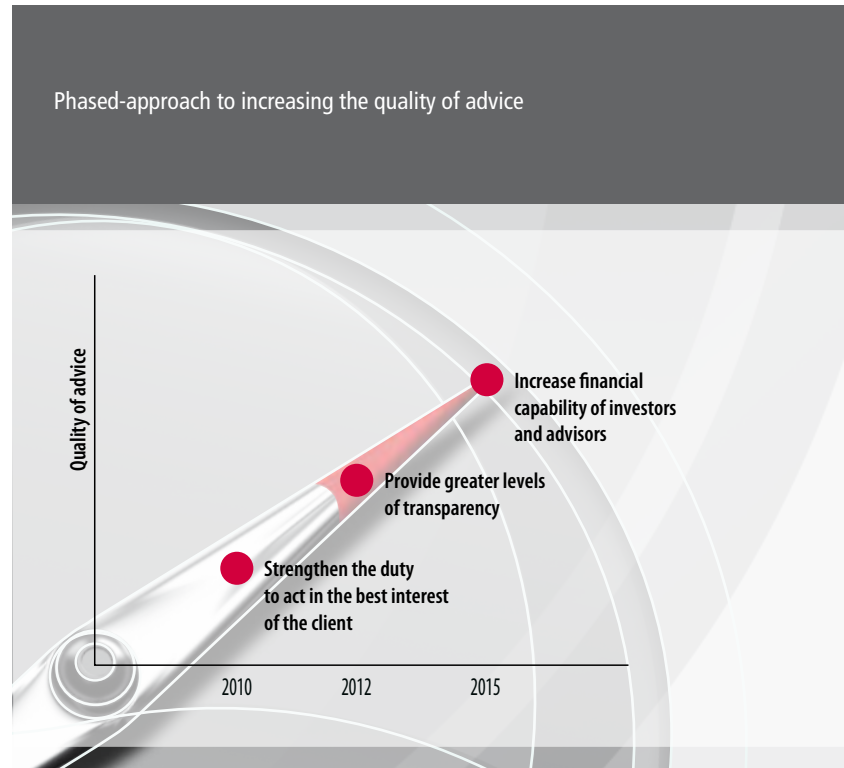 Phased-approach to increasing the quality of advice
Quality of advice
Increase financial
capability of investors
and advisors
Provide greater levels
of transparency
Strengthen the duty
to act in the best interest
of the client
2010
2012
2015